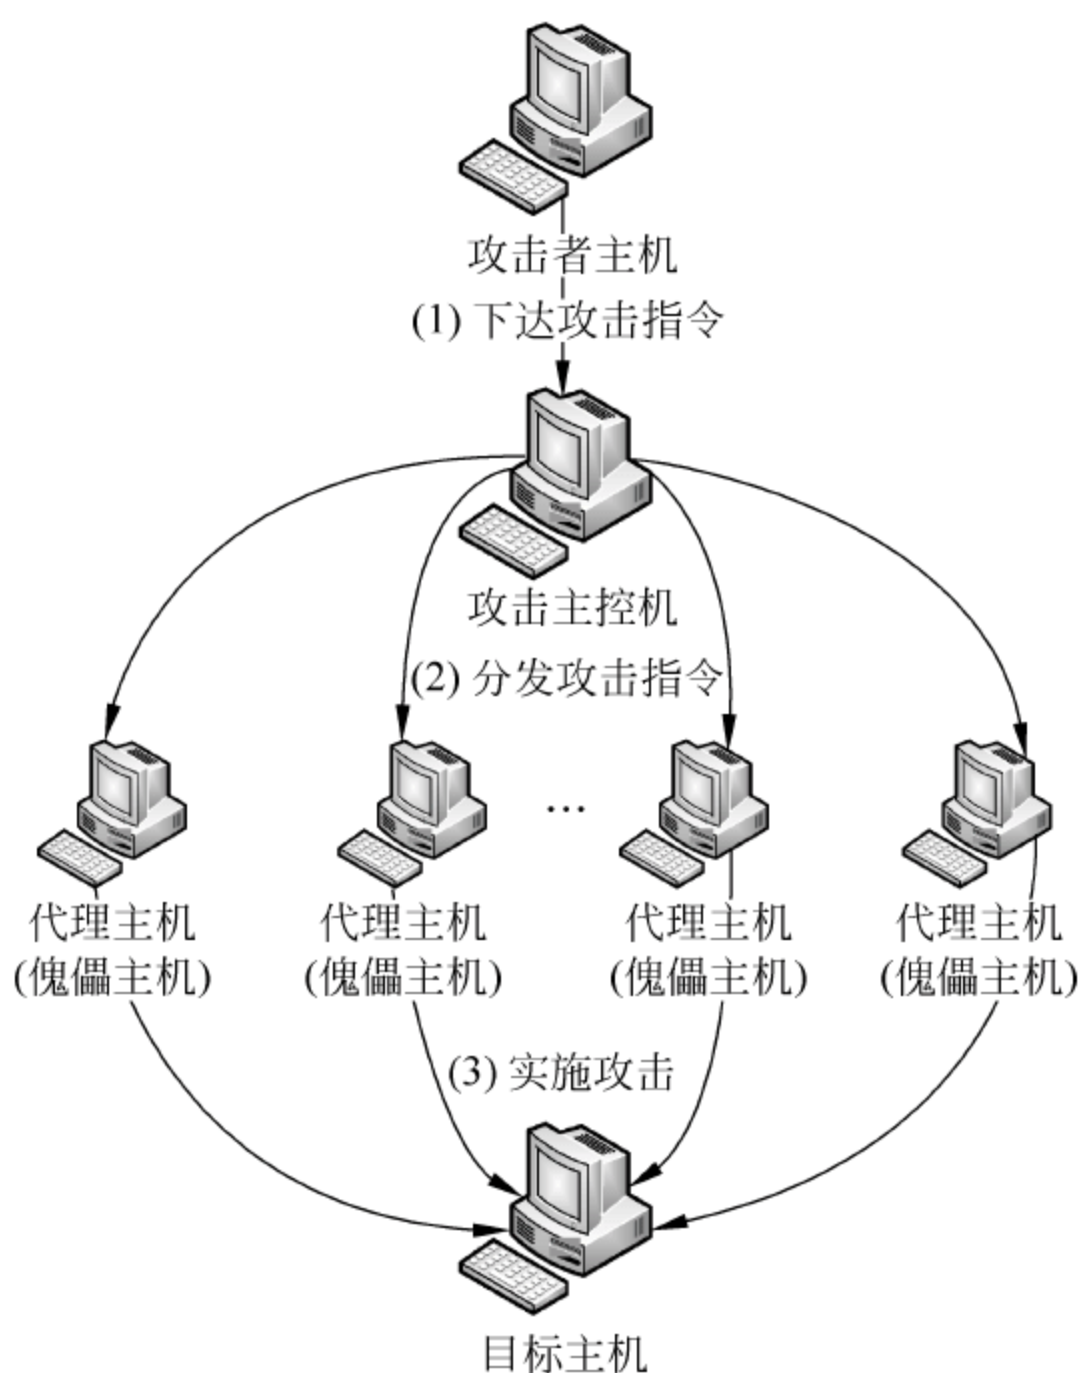 攻击者主机
(1) 下达攻击指令
攻击主控机
(2) 分发攻击指令
…
代理主机
(傀儡主机)
代理主机
(傀儡主机)
代理主机
(傀儡主机)
代理主机
(傀儡主机)
(3) 实施攻击
目标主机